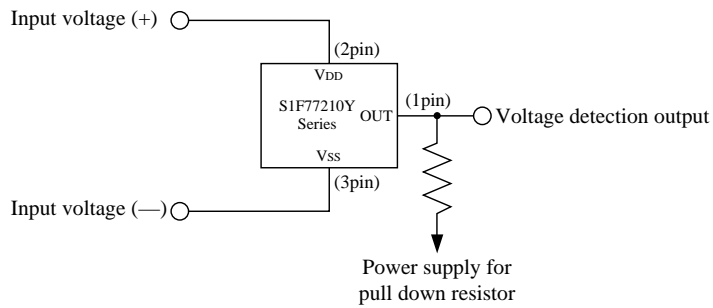 Input voltage (+)
(2pin)
VDD
S1F77210Y
Series
OUT
(1pin)
Voltage detection output
VSS
(3pin)
Input voltage (—)
Power supply for
pull down resistor